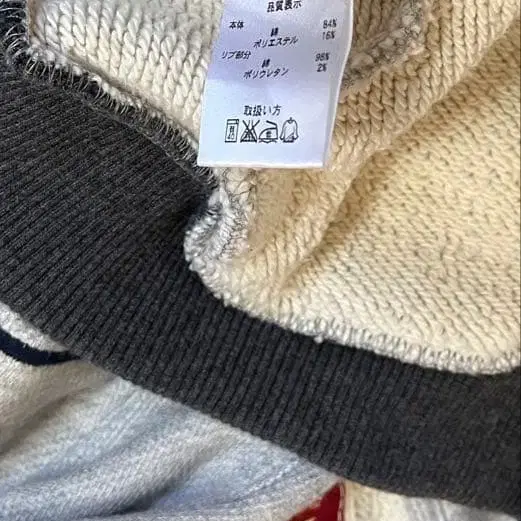 品質表示
本体 綿 84%
ポリエステル 16%
リブ部分 綿 98%
ポリウレタン 2%
取扱い方